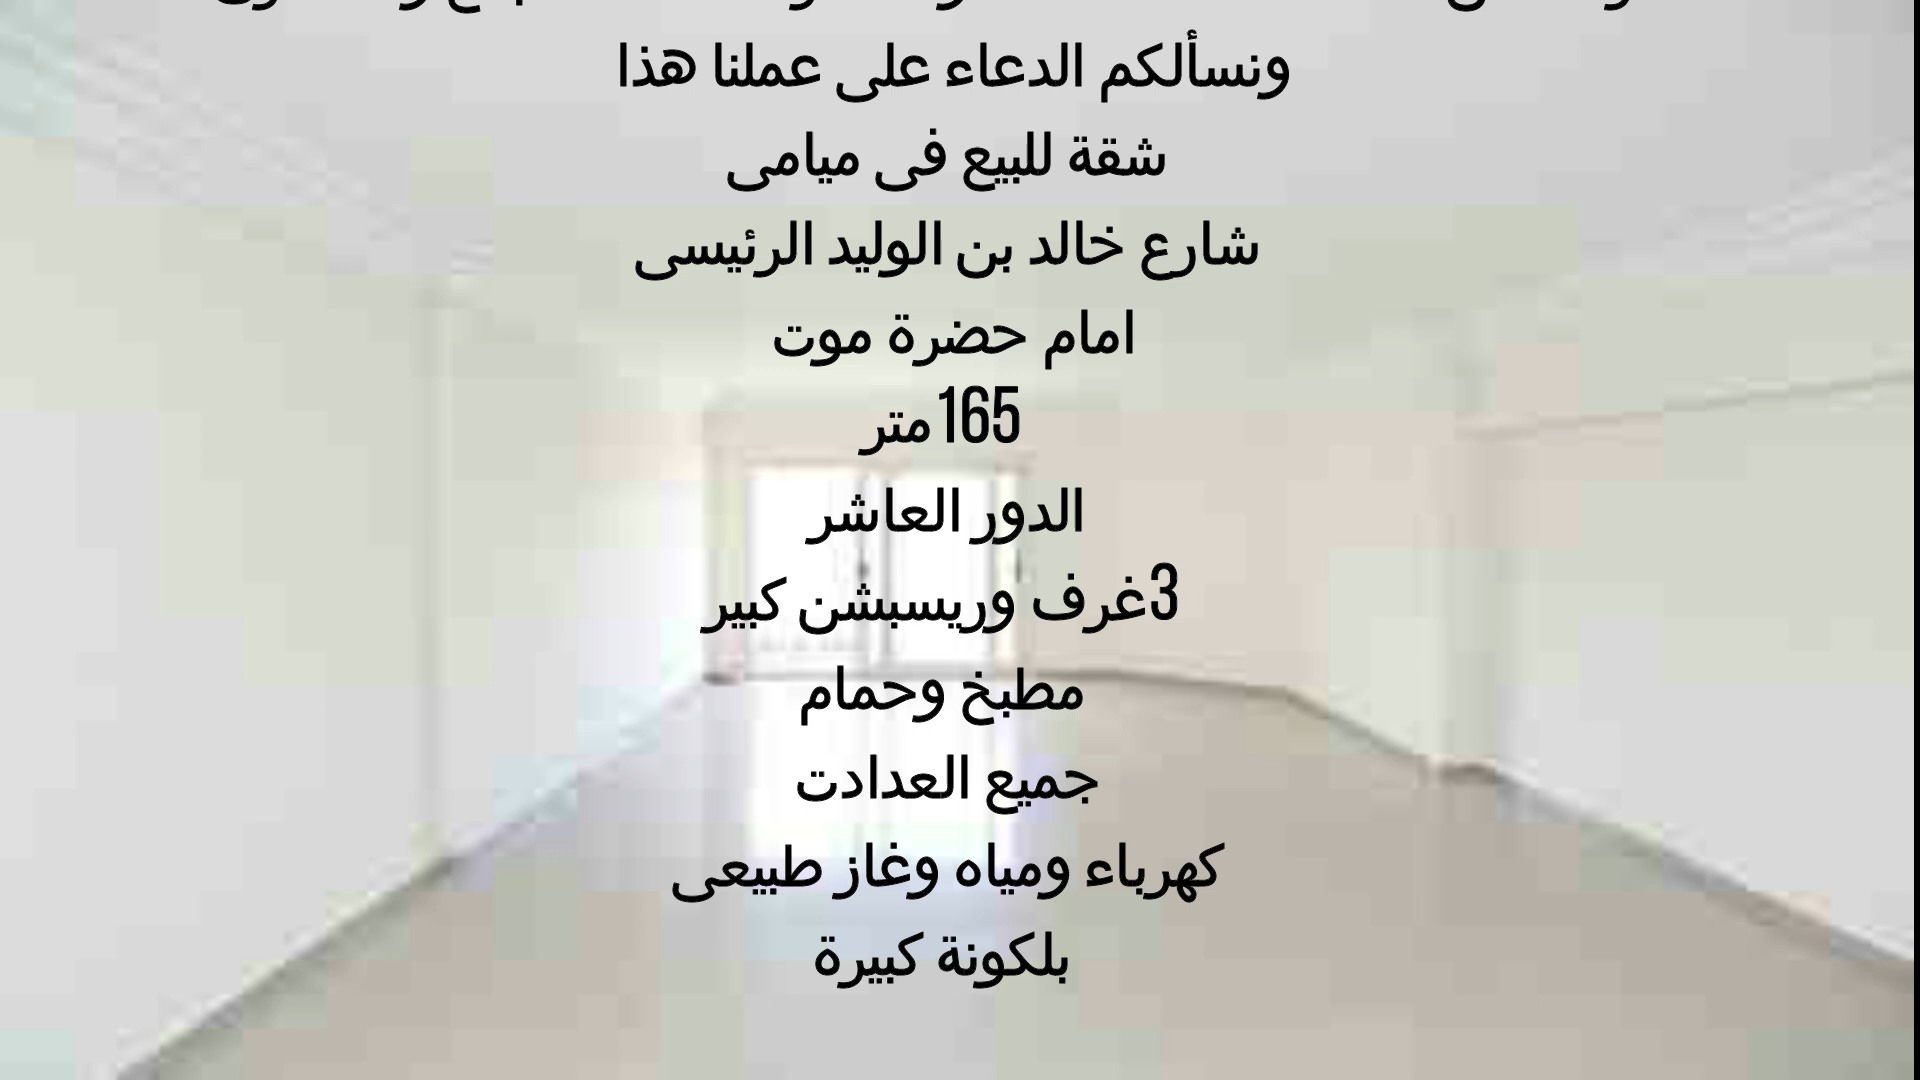 ونسألكم الدعاء على عملنا هذا
شقة للبيع فى ميامى
شارع خالد بن الوليد الرئيسى
امام حضرة موت
165متر
الدور العاشر
3غرف وريسبشن كبير
مطبخ وحمام
جميع العدادت
كهرباء ومياه وغاز طبيعى
بلكونة كبيرة